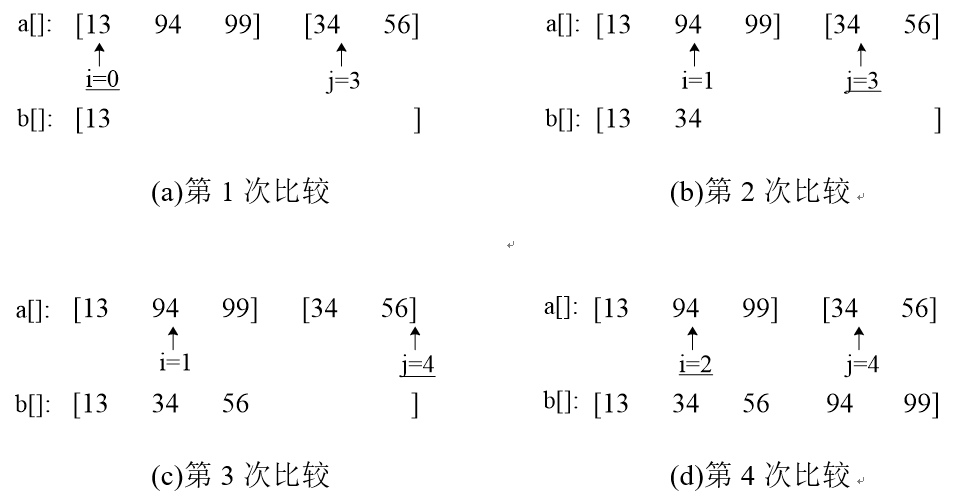 a[]: [13 94 99] [34 56]
i=0 j=3
b[]: [13 ]
(a)第 1 次比较
a[]: [13 94 99] [34 56]
i=1 j=3
b[]: [13 34 ]
(b)第 2 次比较
a[]: [13 94 99] [34 56]
i=1 j=4
b[]: [13 34 56 ]
(c)第 3 次比较
a[]: [13 94 99] [34 56]
i=2 j=4
b[]: [13 34 56 94 99]
(d)第 4 次比较